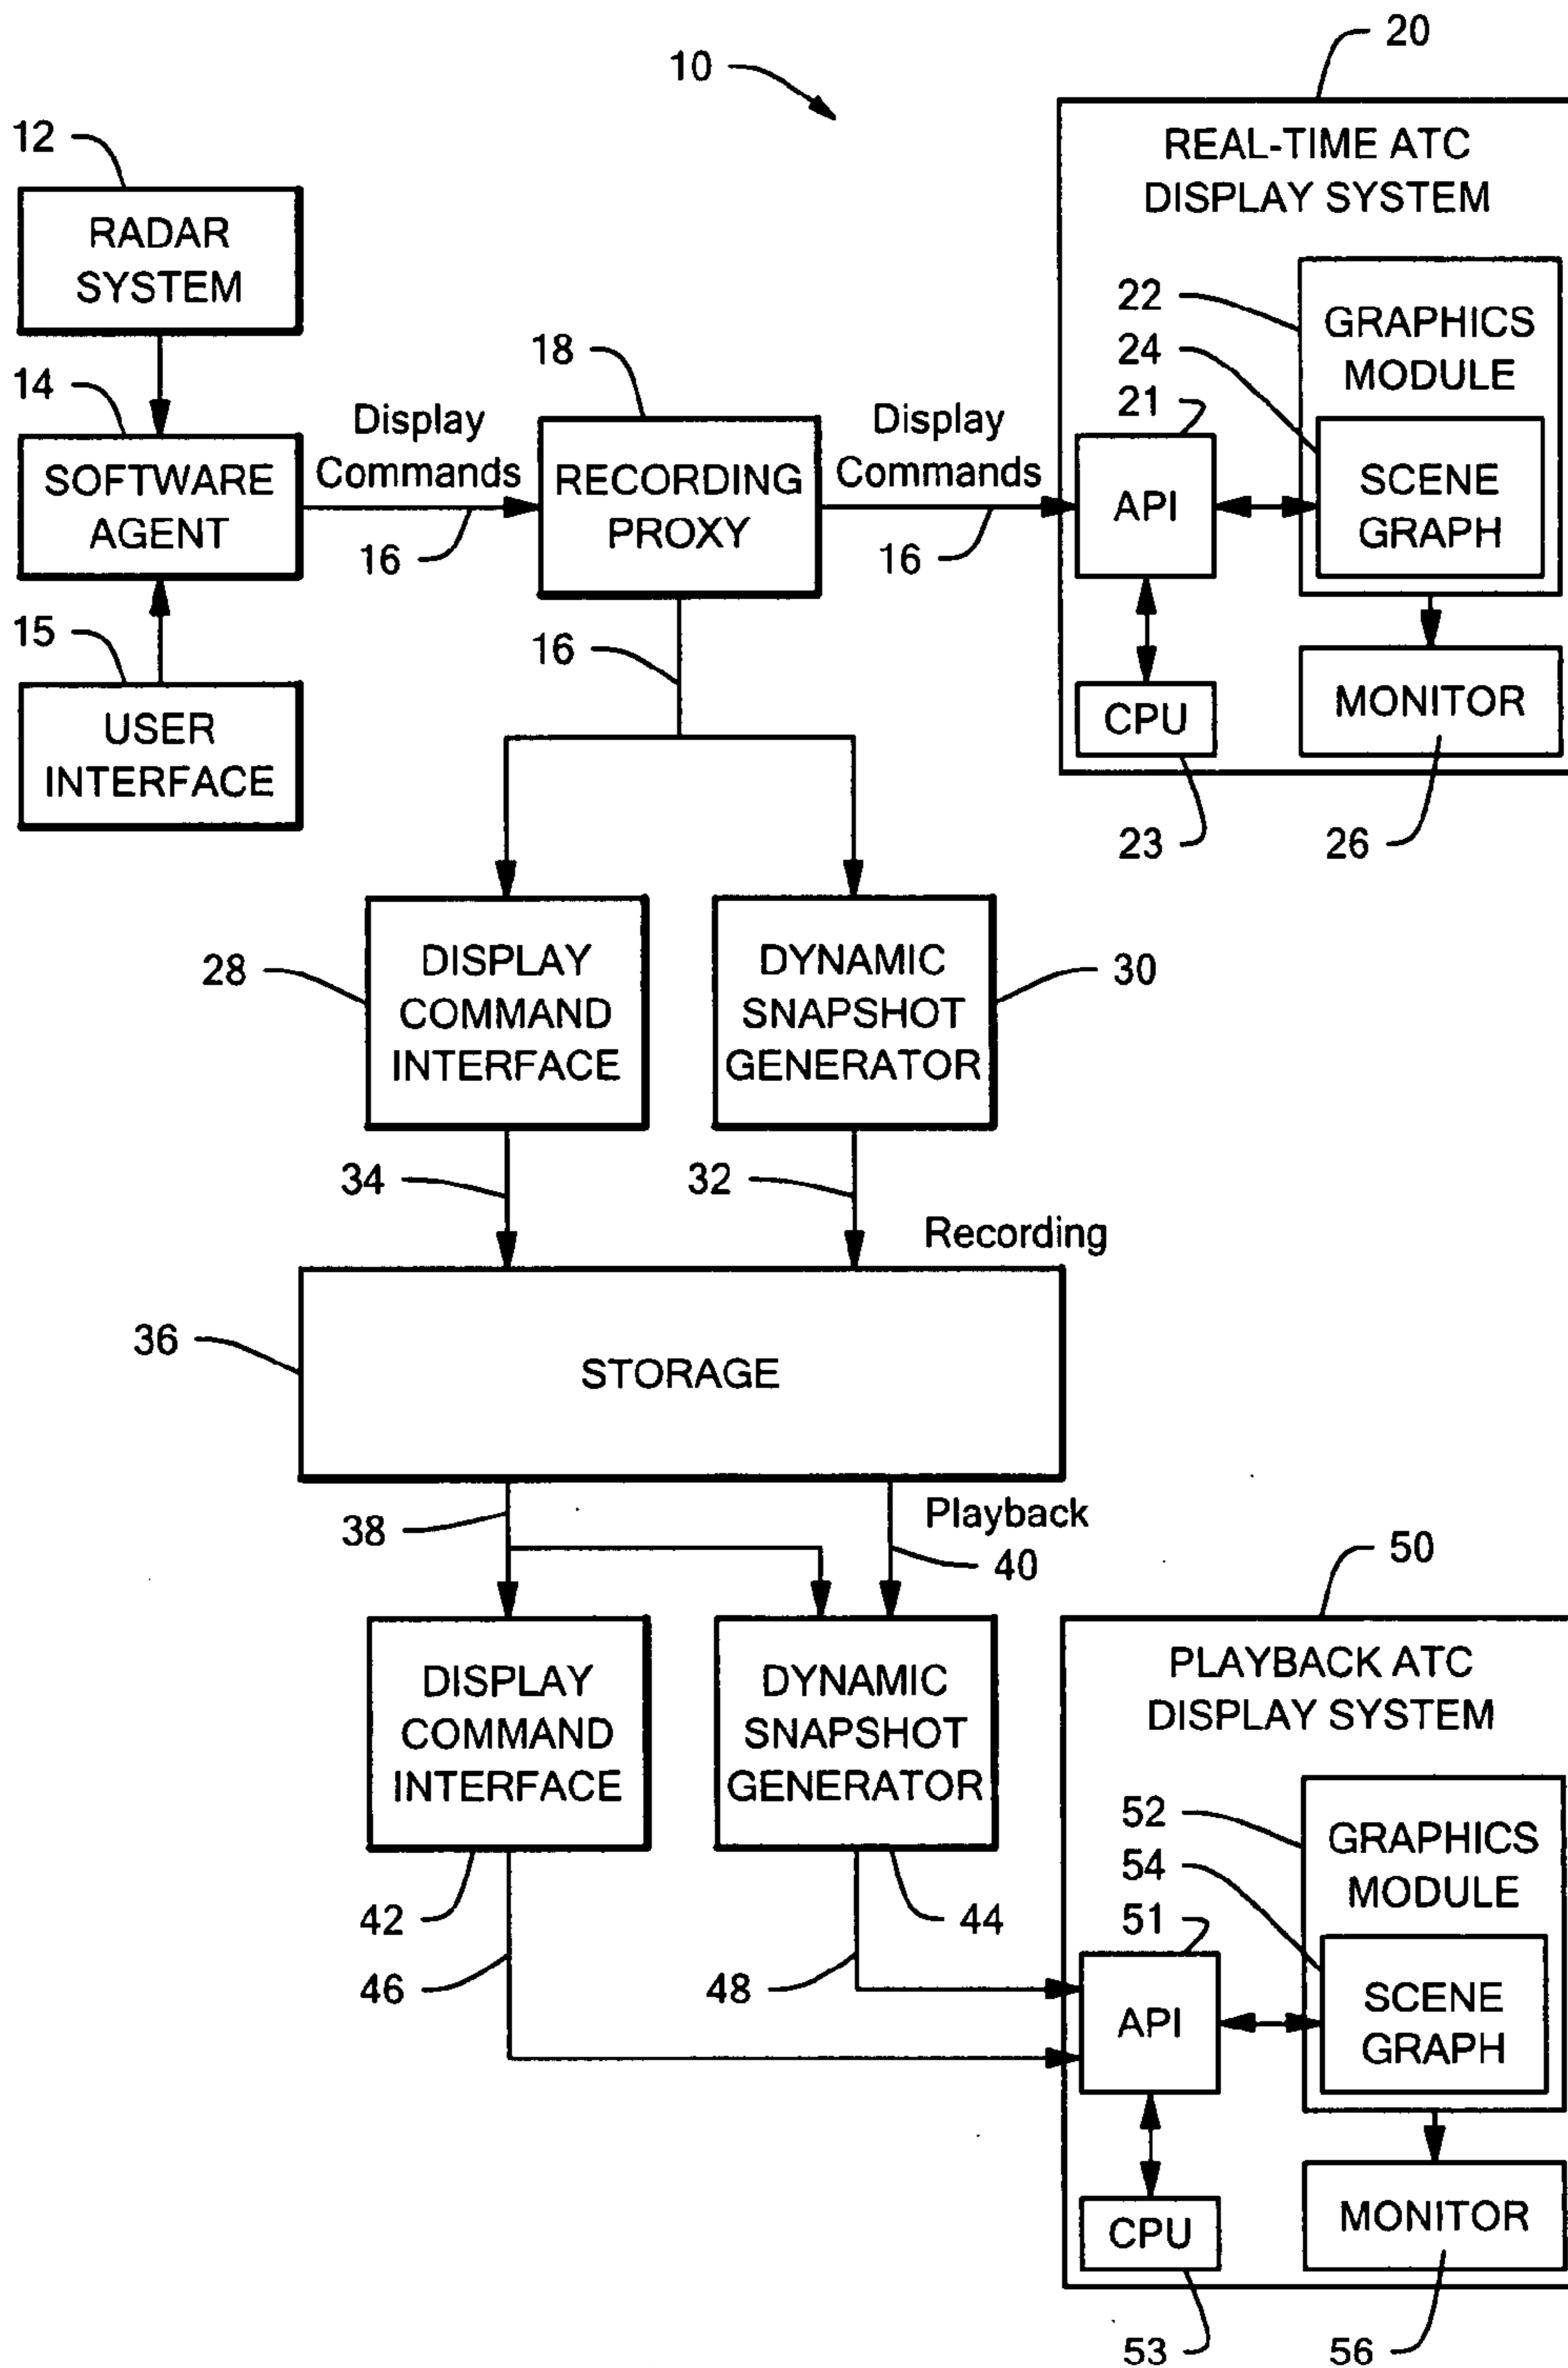 10
20
12
RADAR
SYSTEM
REAL-TIME ATC
DISPLAY SYSTEM
22
24
21
GRAPHICS
MODULE
SCENE
GRAPH
API
CPU
MONITOR
23
26
14
SOFTWARE
AGENT
Display
Commands
16
18
RECORDING
PROXY
Display
Commands
16
15
USER
INTERFACE
16
28
DISPLAY
COMMAND
INTERFACE
DYNAMIC
SNAPSHOT
GENERATOR
30
34
32
Recording
36
STORAGE
38
Playback
40
DISPLAY
COMMAND
INTERFACE
DYNAMIC
SNAPSHOT
GENERATOR
42
44
46
48
50
PLAYBACK ATC
DISPLAY SYSTEM
52
54
51
GRAPHICS
MODULE
SCENE
GRAPH
API
CPU
MONITOR
53
56